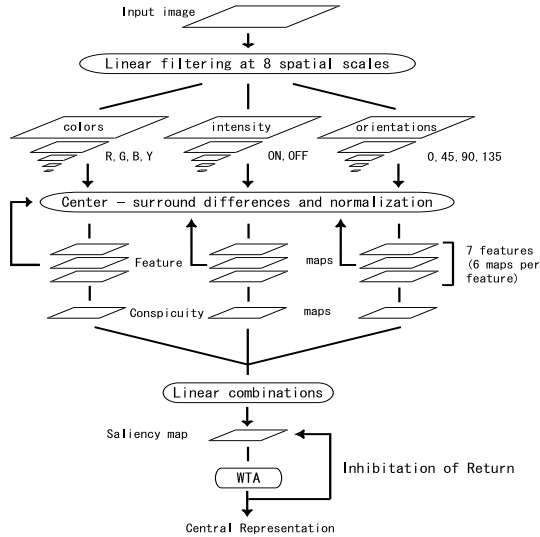 Input image
Linear filtering at 8 spatial scales
colors
intensity
orientations
R,G,B,Y
ON,OFF
0,45,90,135
Center – surround differences and normalization
Feature
maps
7 features
(6 maps per
feature)
Conspicuity
maps
Linear combinations
Saliency map
WTA
Inhibitation of Return
Central Representation